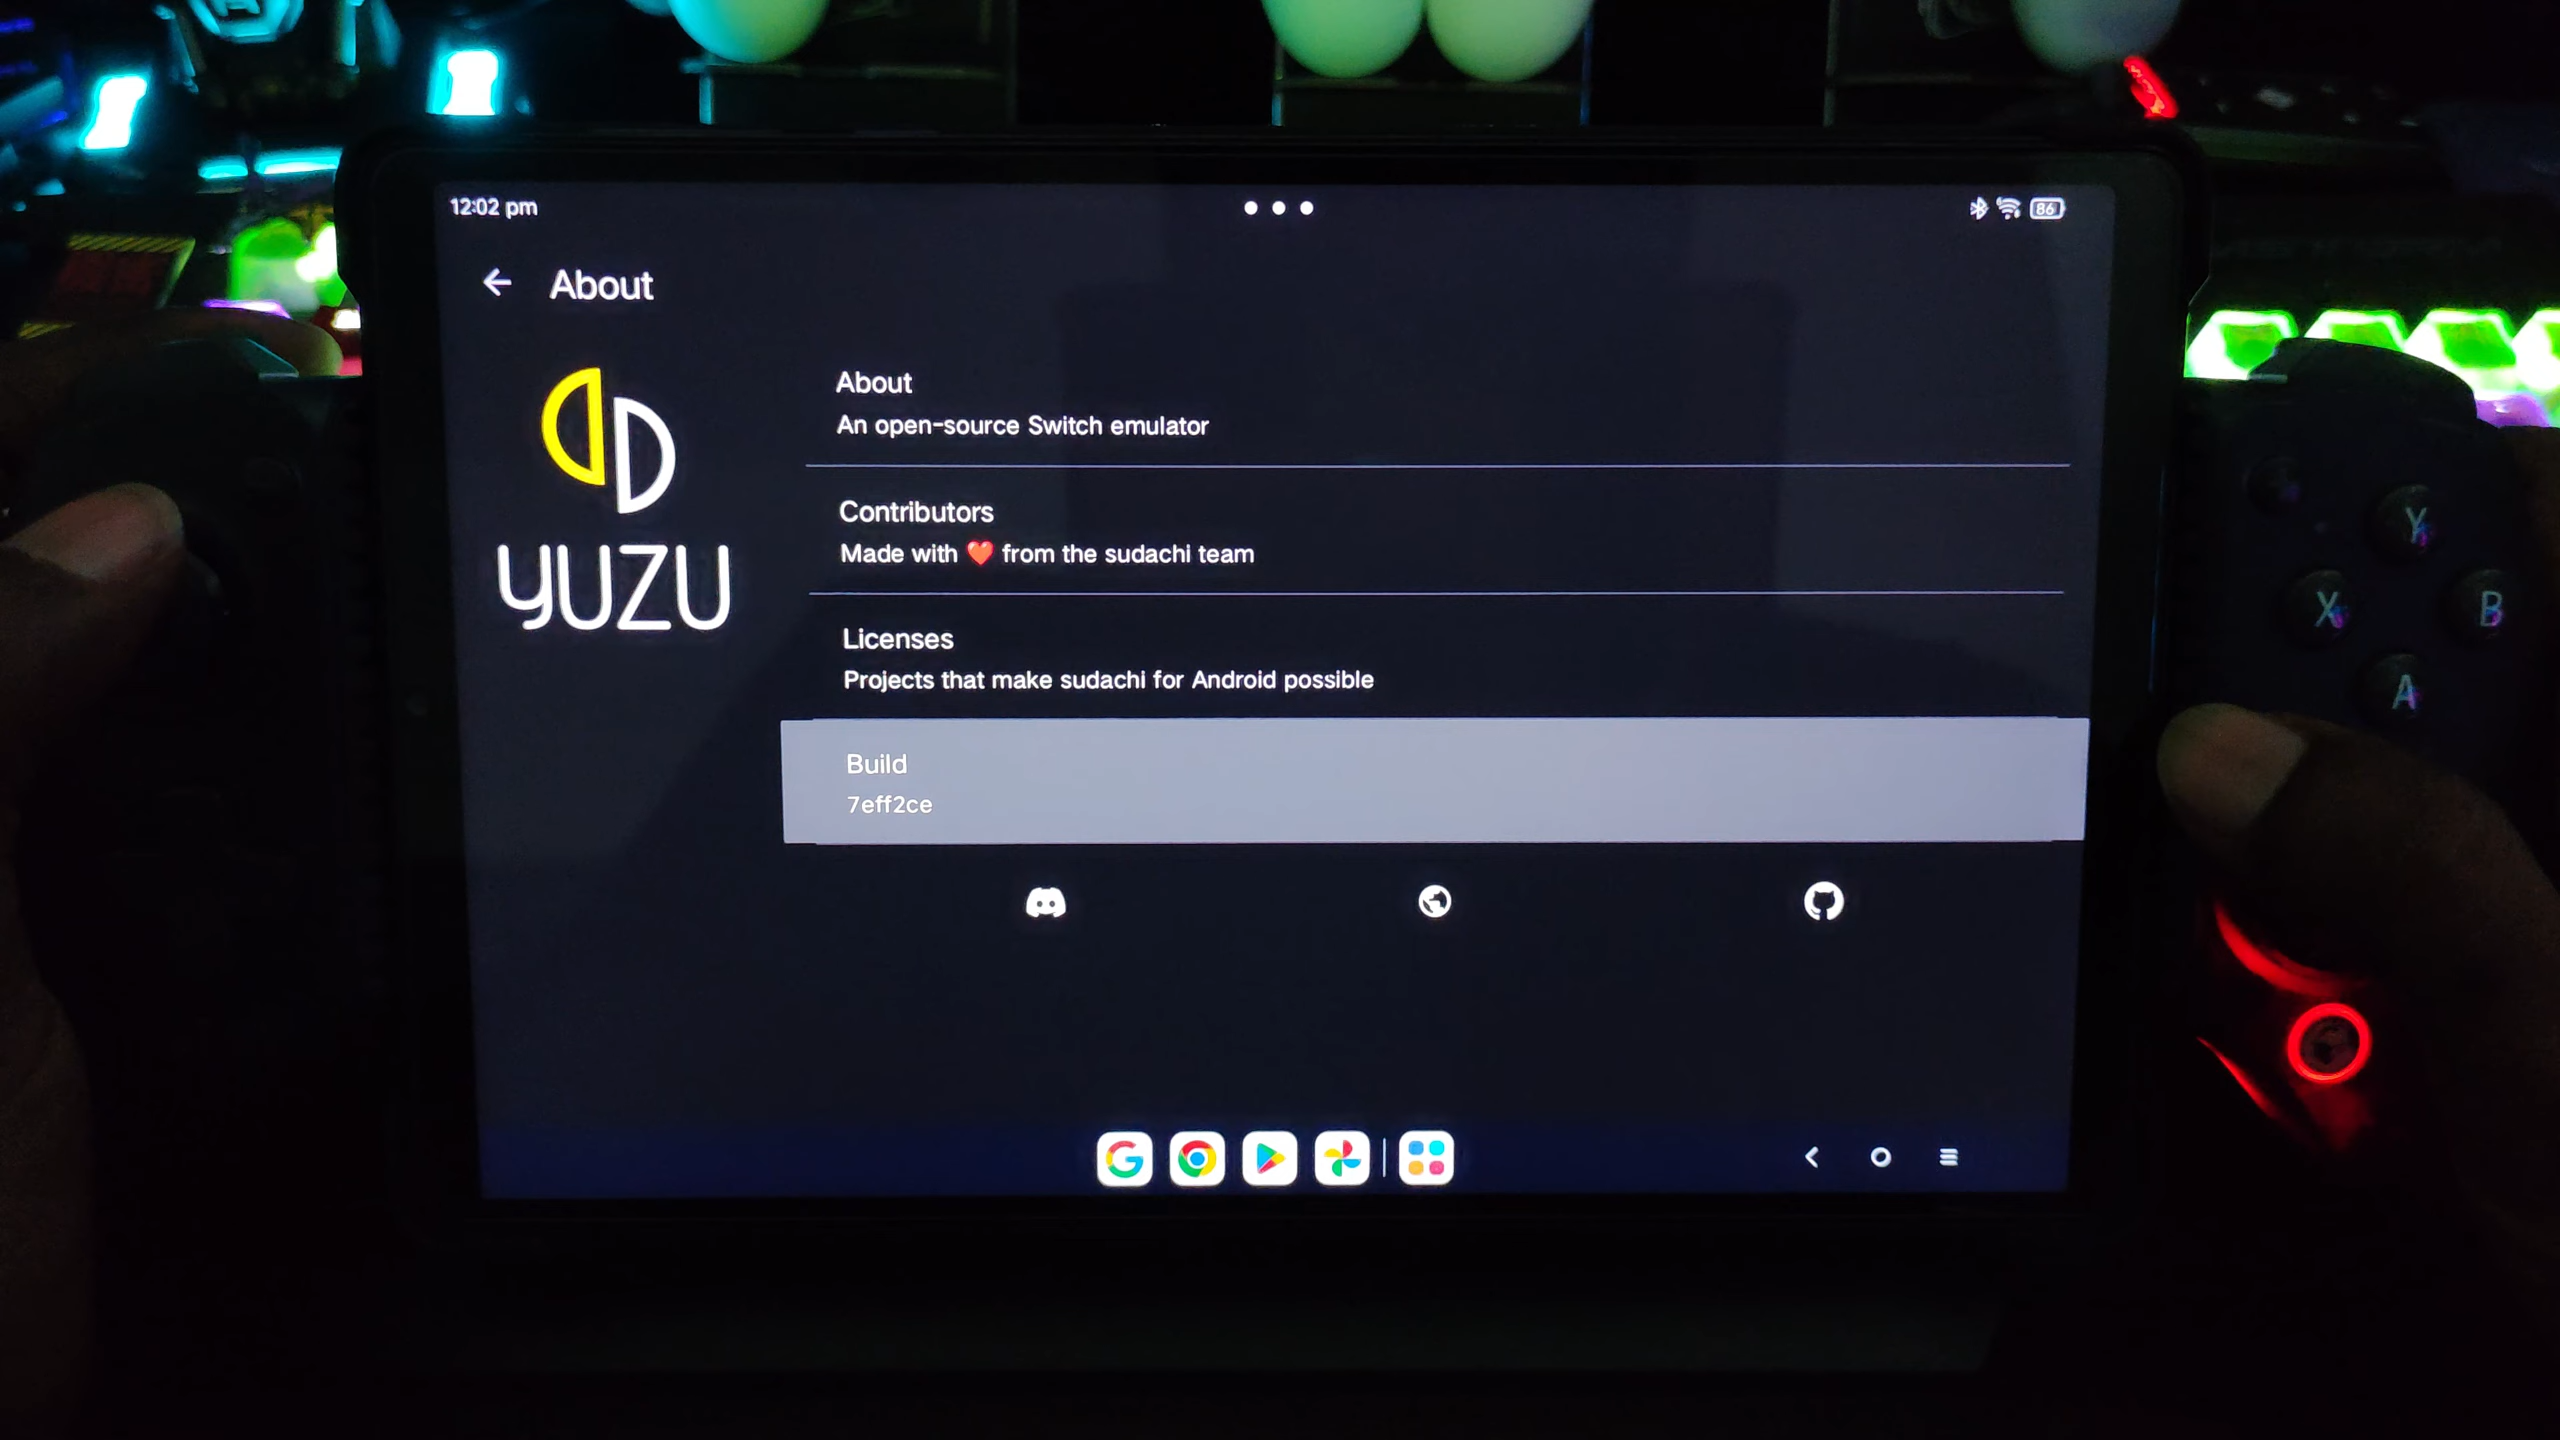 12:02 pm
86
About
YUZU
About
An open-source Switch emulator
Contributors
Made with ❤️ from the sudachi team
Licenses
Projects that make sudachi for Android possible
Build
7eff2ce
Y
X
B
A